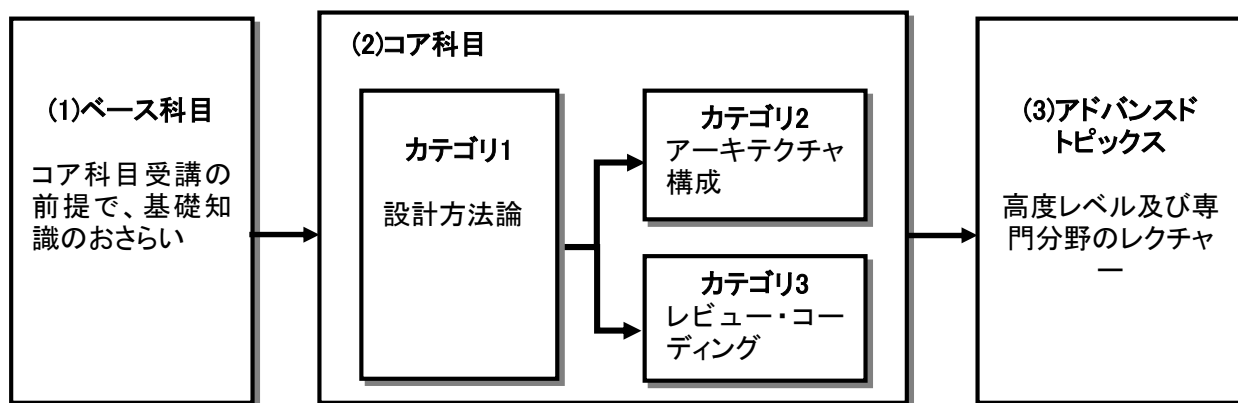 (1)ベース科目
コア科目受講の
前提で、基礎知
識のおさらい
(2)コア科目
カテゴリ1
設計方法論
カテゴリ2
アーキテクチャ
構成
カテゴリ3
レビュー・コー
ディング
(3)アドバンスド
トピックス
高度レベル及び専
門分野のレクチャ
ー